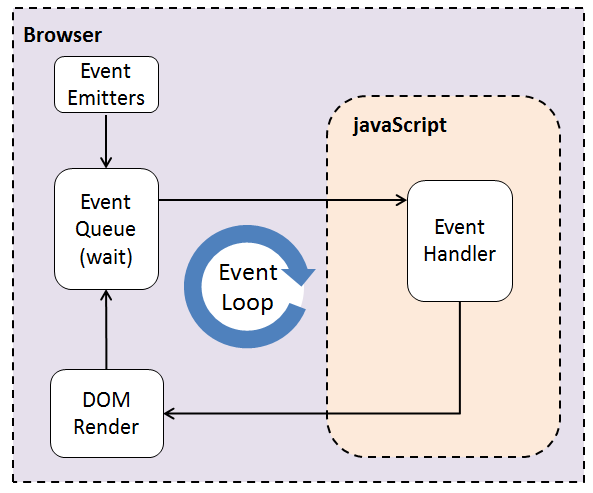 Browser
Event
Emitters
javaScript
Event
Queue
(wait)
Event
Handler
Event
Loop
DOM
Render